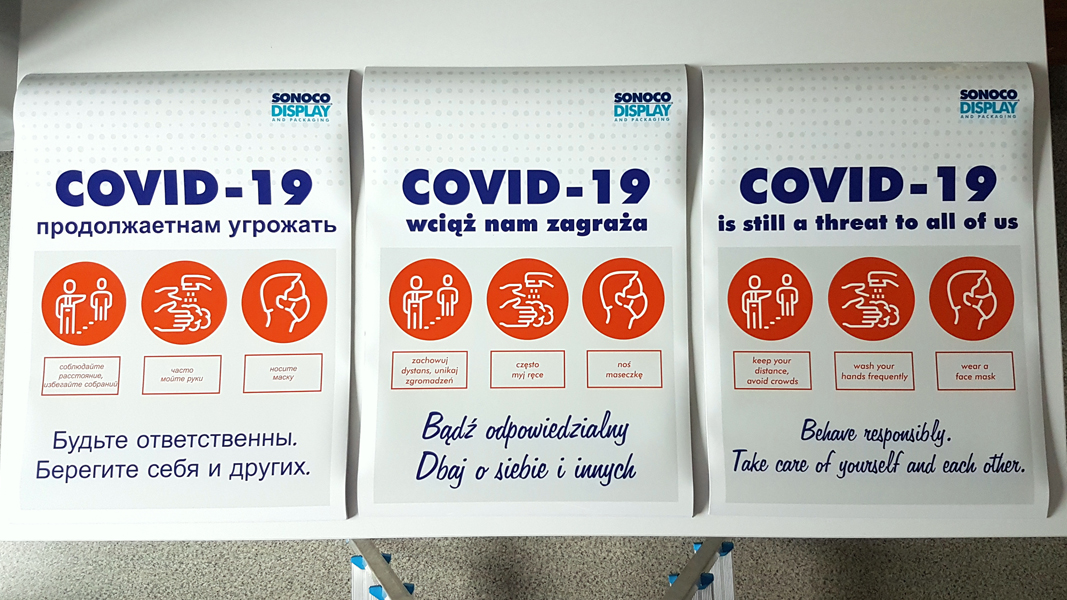 SONOCO
DISPLAY
AND PACKAGING
COVID-19
продолжаетнам угрожать
соблюдайте
расстояние,
избегайте собраний
часто
мойте руки
носите
маску
Будьте ответственны.
Берегите себя и других.
SONOCO
DISPLAY
AND PACKAGING
COVID-19
wciąż nam zagraża
zachowuj
dystans, unikaj
zgromadzeń
często
myj ręce
noś
maseczkę
Bądź odpowiedzialny
Dbaj o siebie i innych
SONOCO
DISPLAY
AND PACKAGING
COVID-19
is still a threat to all of us
keep your
distance,
avoid crowds
wash your
hands frequently
wear a
face mask
Behave responsibly.
Take care of yourself and each other.